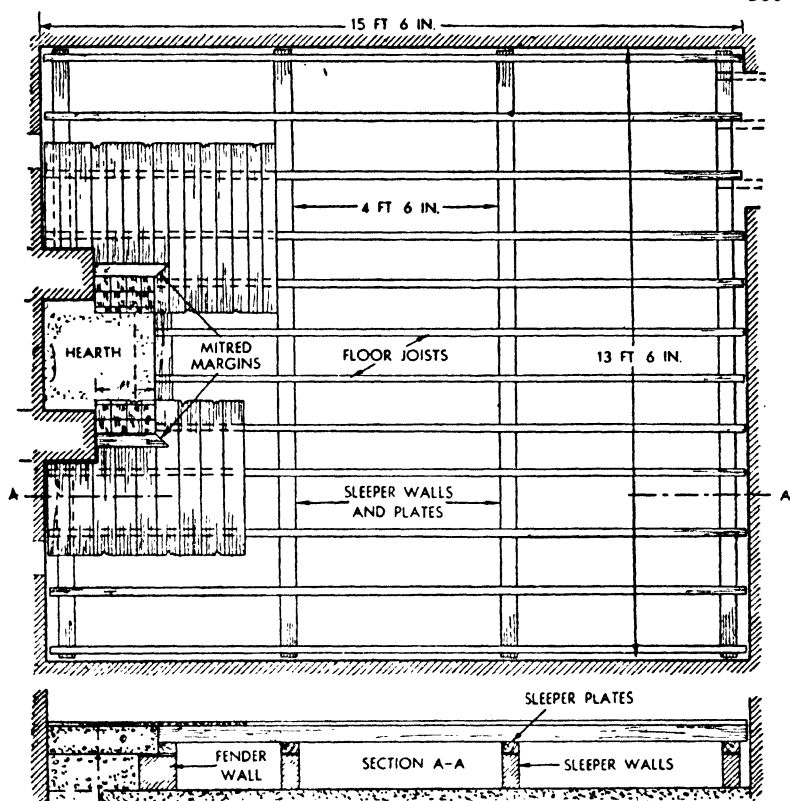 15 FT 6 IN.
4 FT 6 IN.
HEARTH
MITRED
MARGINS
FLOOR JOISTS
13 FT 6 IN.
A
SLEEPER WALLS
AND PLATES
A
SLEEPER PLATES
FENDER
WALL
SECTION A-A
SLEEPER WALLS